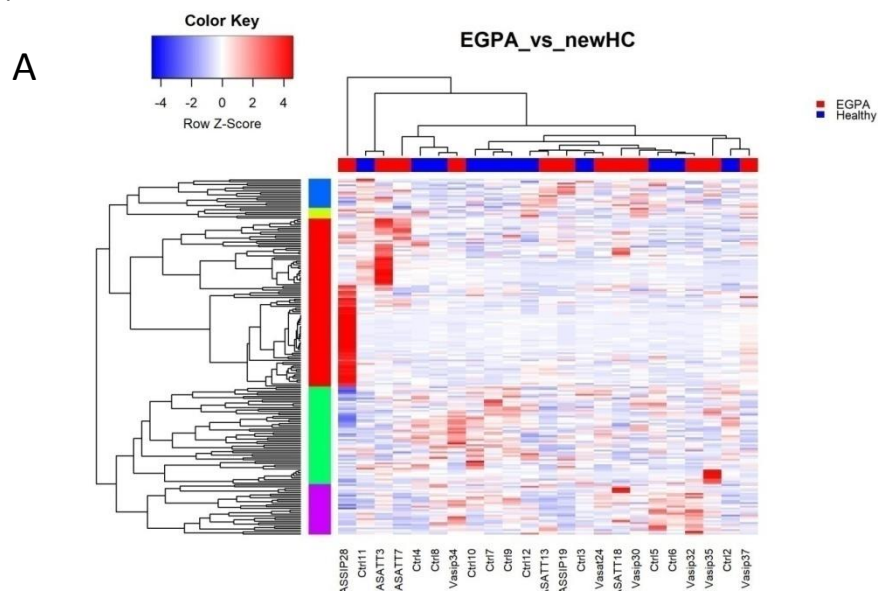 A
Color Key
-4 -2 0 2 4
Row Z-Score
EGPA_vs_newHC
EGPA
Healthy
ASSIP28
Ctrl11
ASATT3
ASATT7
Ctrl4
Ctrl8
Vasip34
Ctrl10
Ctrl7
Ctrl9
Ctrl12
ASATT13
ASSIP19
Ctrl3
Vasat24
ASATT18
Vasip30
Ctrl5
Ctrl6
Vasip32
Vasip35
Ctrl2
Vasip37